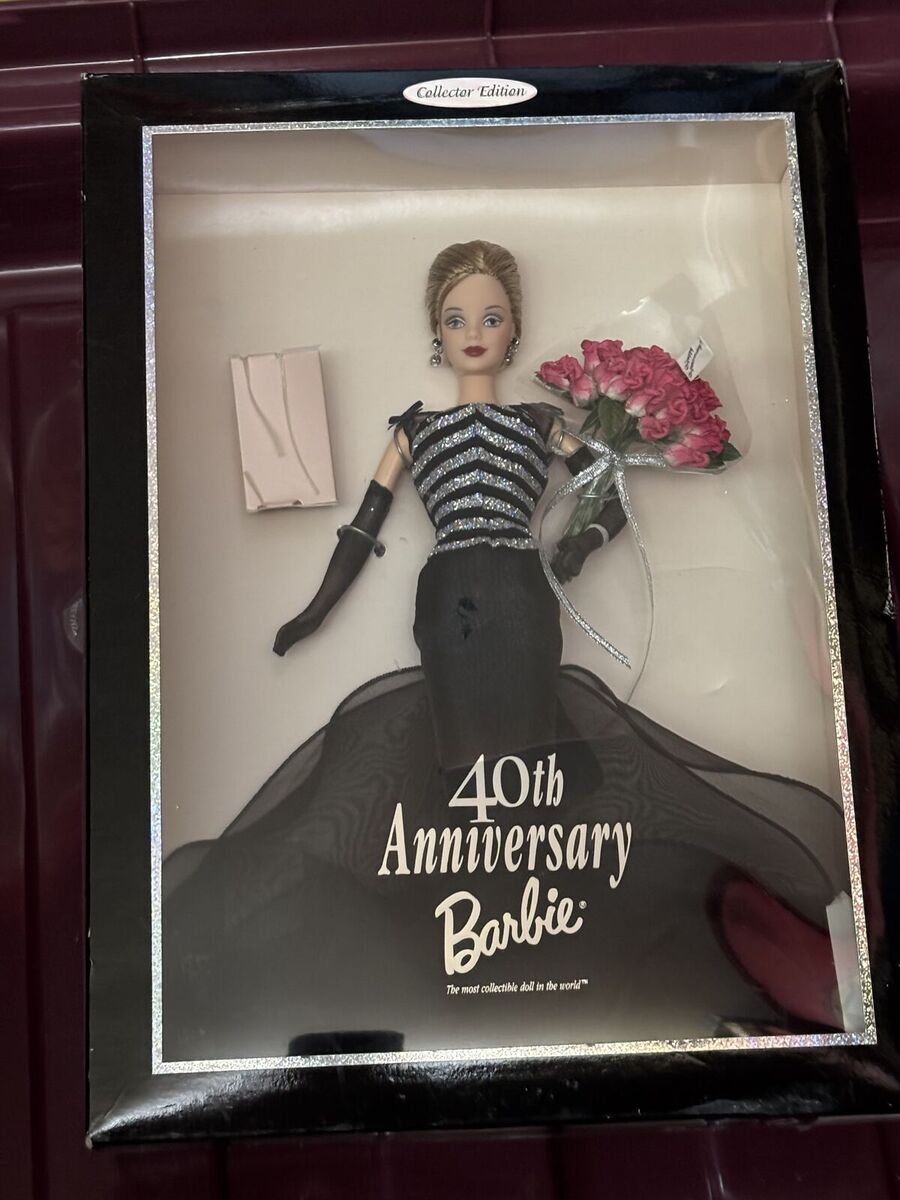 Collector Edition
40th
Anniversary
Barbie®
The most collectible doll in the world™